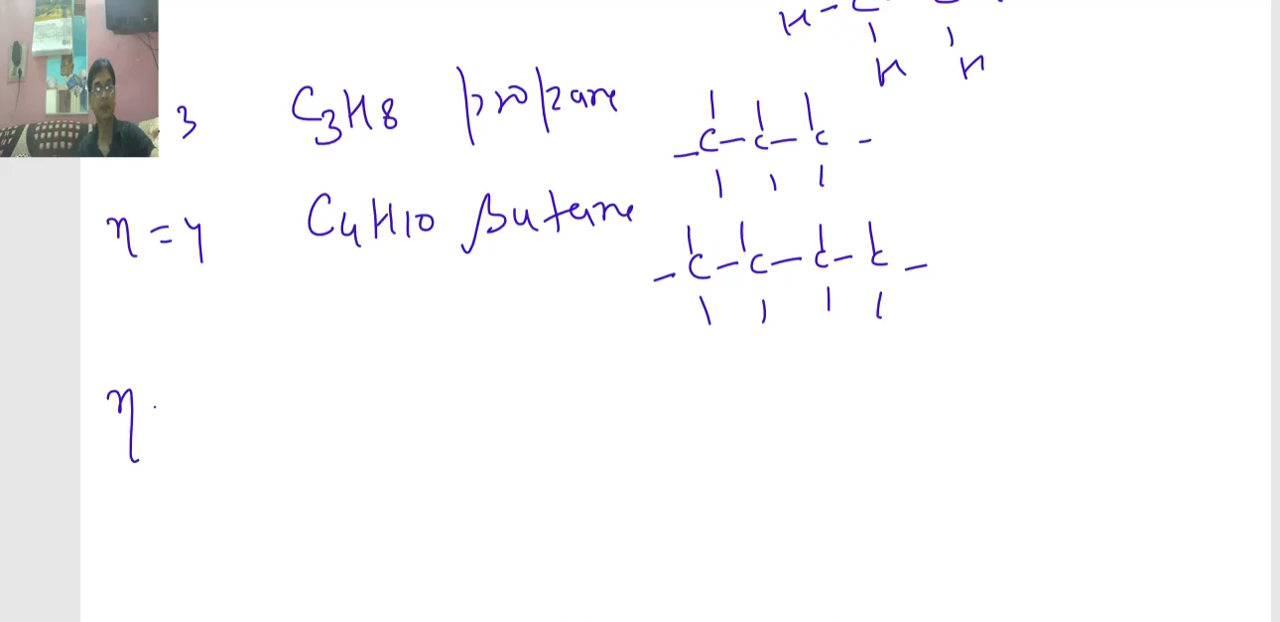 H - C
H H
3 C3H8 propane
- C - C - C -
n = 4 C4H10 Butane
- C - C - C - C -
n